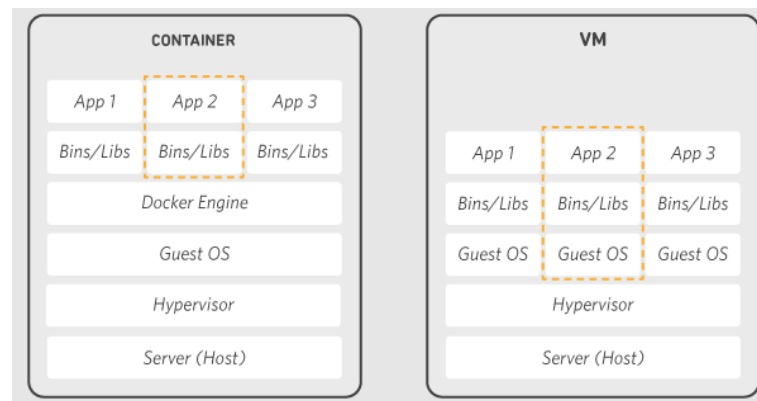 CONTAINER
App 1 App 2 App 3
Bins/Libs Bins/Libs Bins/Libs
Docker Engine
Guest OS
Hypervisor
Server (Host)
VM
App 1 App 2 App 3
Bins/Libs Bins/Libs Bins/Libs
Guest OS Guest OS Guest OS
Hypervisor
Server (Host)